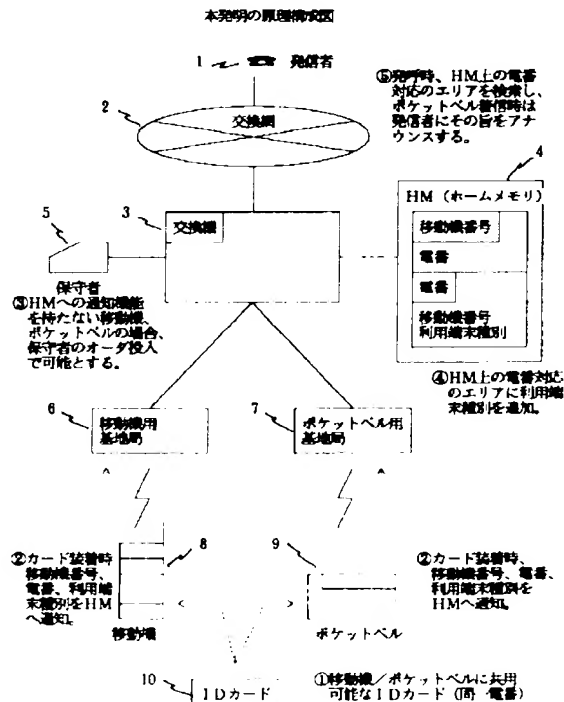 本発明の原理構成図
1
発信者
⑤発呼時、HM上の電番
対応のエリアを検索し、
ポケットベル着信時は
発信者にその旨をアナ
ウンスする。
2
交換網
4
HM（ホームメモリ）
移動機番号
電番
電番
移動機番号
利用端末種別
3
交換機
5
保守者
③HMへの通知機能
を持たない移動機、
ポケットベルの場合、
保守者のオーダ投入
で可能とする。
④HM上の電番対応
のエリアに利用端
末種別を追加。
6
移動機用
基地局
7
ポケットベル用
基地局
②カード装着時
移動機番号、
電番、利用端
末種別をHM
へ通知。
8
移動機
9
ポケットベル
②カード装着時、
移動機番号、電番、
利用端末種別を
HMへ通知。
10
IDカード
①移動機／ポケットベルに共用
可能なIDカード（同一電番）